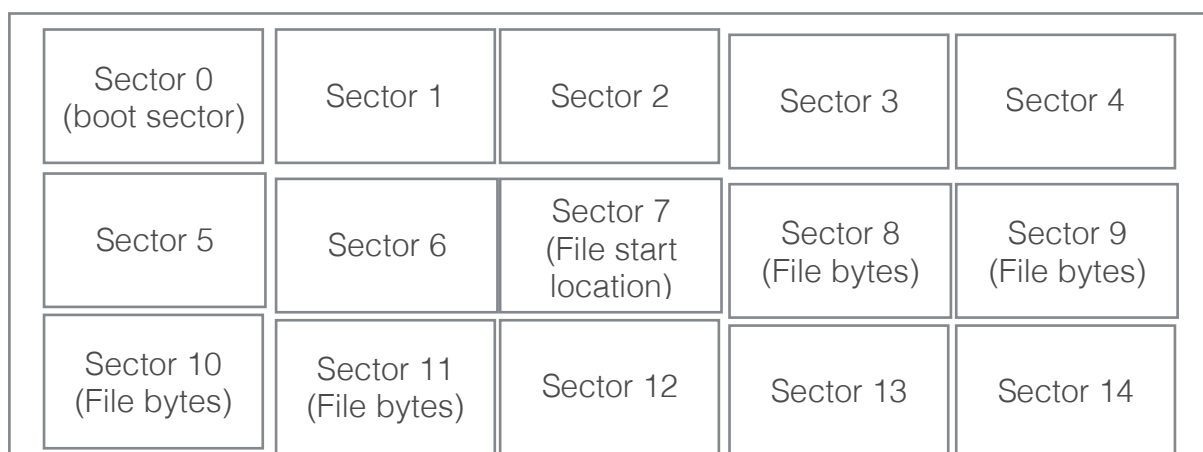 Sector 0
(boot sector)
Sector 1
Sector 2
Sector 3
Sector 4
Sector 5
Sector 6
Sector 7
(File start
location)
Sector 8
(File bytes)
Sector 9
(File bytes)
Sector 10
(File bytes)
Sector 11
(File bytes)
Sector 12
Sector 13
Sector 14